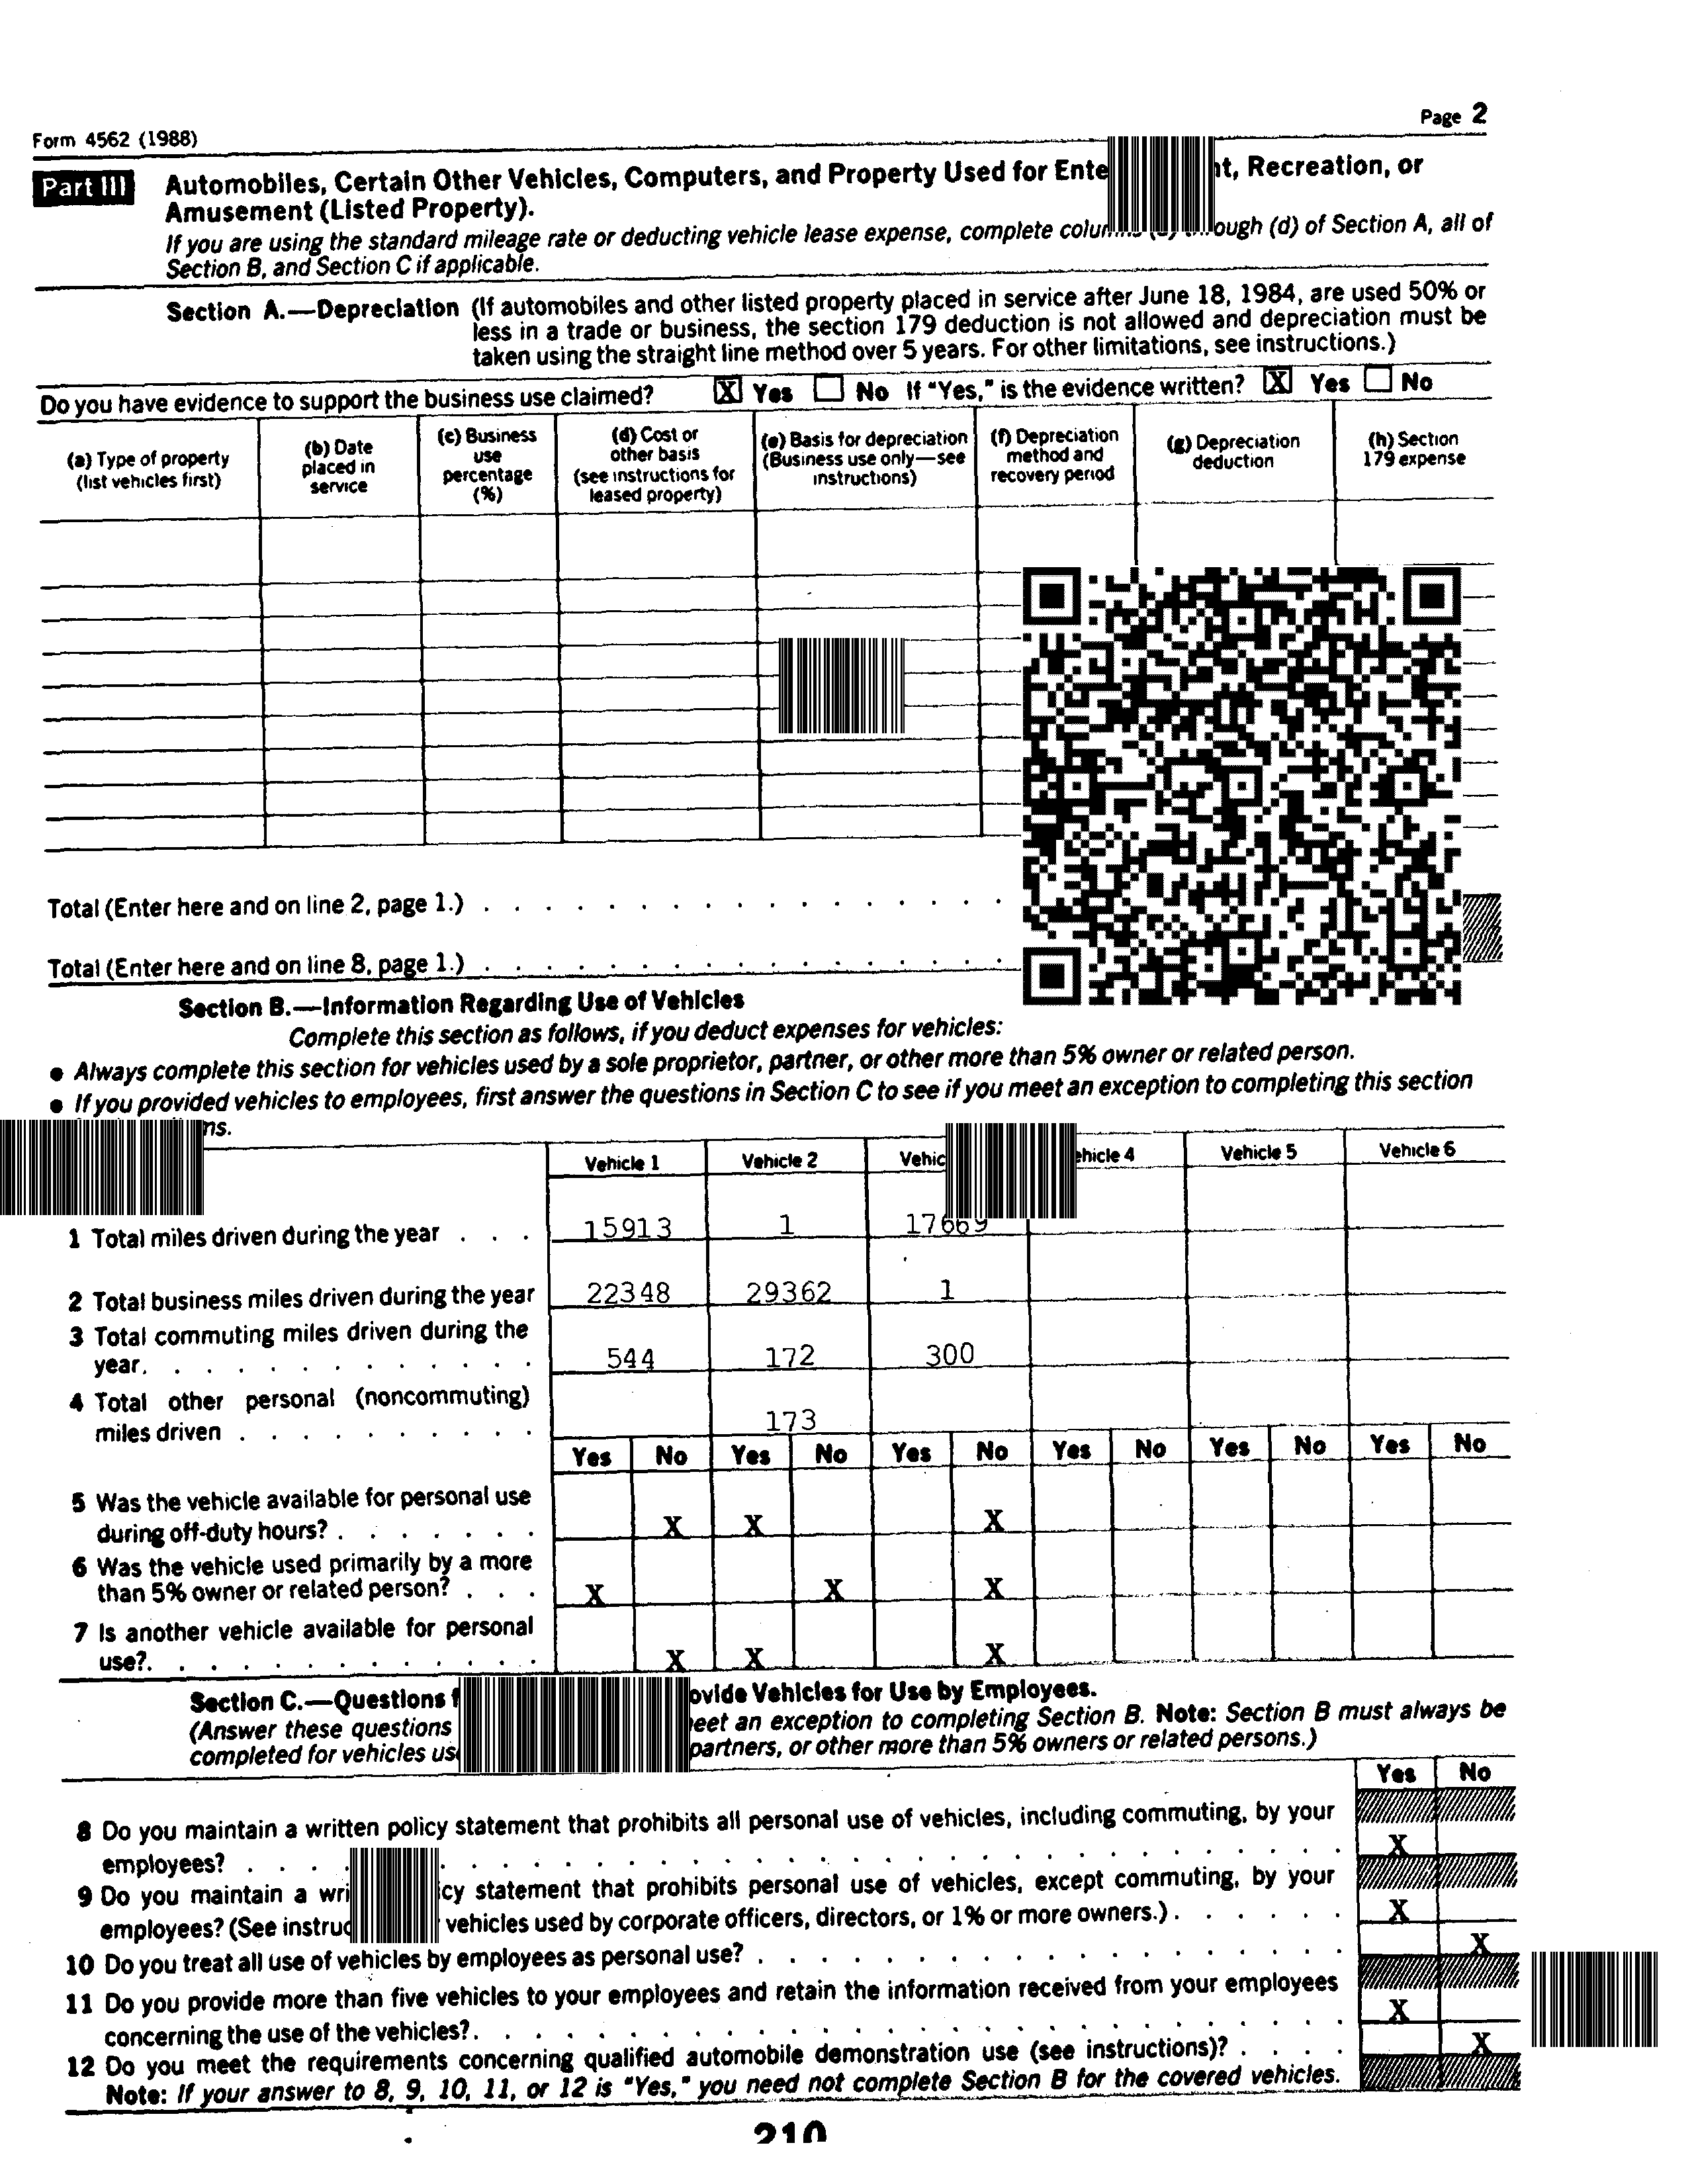 Page 2
Form 4562 (1988)
Part III Automobiles, Certain Other Vehicles, Computers, and Property Used for Recreation, or
Amusement (Listed Property).
If you are using the standard mileage rate or deducting vehicle lease expense, complete (d) of Section A, all of
Section B, and Section C if applicable.
Section A.—Depreciation (If automobiles and other listed property placed in service after June 18, 1984, are used 50% or
less in a trade or business, the section 179 deduction is not allowed and depreciation must be
taken using the straight line method over 5 years. For other limitations, see instructions.)
Do you have evidence to support the business use claimed? X Yes No If "Yes," is the evidence written? X Yes No
(a) Type of property
(list vehicles first)
(b) Date
placed in
service
(c) Business
use
percentage
(%)
(d) Cost or
other basis
(see instructions for
leased property)
(e) Basis for depreciation
(Business use only—see
instructions)
(f) Depreciation
method and
recovery period
(g) Depreciation
deduction
(h) Section
179 expense
Total (Enter here and on line 2, page 1.)
Total (Enter here and on line 8, page 1.)
Section B.—Information Regarding Use of Vehicles
Complete this section as follows, if you deduct expenses for vehicles:
● Always complete this section for vehicles used by a sole proprietor, partner, or other more than 5% owner or related person.
● If you provided vehicles to employees, first answer the questions in Section C to see if you meet an exception to completing this section
Vehicle 1 Vehicle 2 Vehicle 5 Vehicle 6
1 Total miles driven during the year . . . 15913 1 17669
2 Total business miles driven during the year 22348 29362 1
3 Total commuting miles driven during the
year. 544 172 300
4 Total other personal (noncommuting)
miles driven 173
Yes No Yes No Yes No Yes No Yes No Yes No
5 Was the vehicle available for personal use
during off-duty hours? X X X
6 Was the vehicle used primarily by a more
than 5% owner or related person? . . . X X X
7 Is another vehicle available for personal
use?. X X X
Section C.—Questions Vehicles for Use by Employees.
(Answer these questions an exception to completing Section B. Note: Section B must always be
completed for vehicles partners, or other more than 5% owners or related persons.)
Yes No
8 Do you maintain a written policy statement that prohibits all personal use of vehicles, including commuting, by your
employees? X
9 Do you maintain a statement that prohibits personal use of vehicles, except commuting, by your
employees? (See vehicles used by corporate officers, directors, or 1% or more owners.) X
10 Do you treat all use of vehicles by employees as personal use? X
11 Do you provide more than five vehicles to your employees and retain the information received from your employees
concerning the use of the vehicles?. X
12 Do you meet the requirements concerning qualified automobile demonstration use (see instructions)? X
Note: If your answer to 8, 9, 10, 11, or 12 is "Yes," you need not complete Section B for the covered vehicles.
210